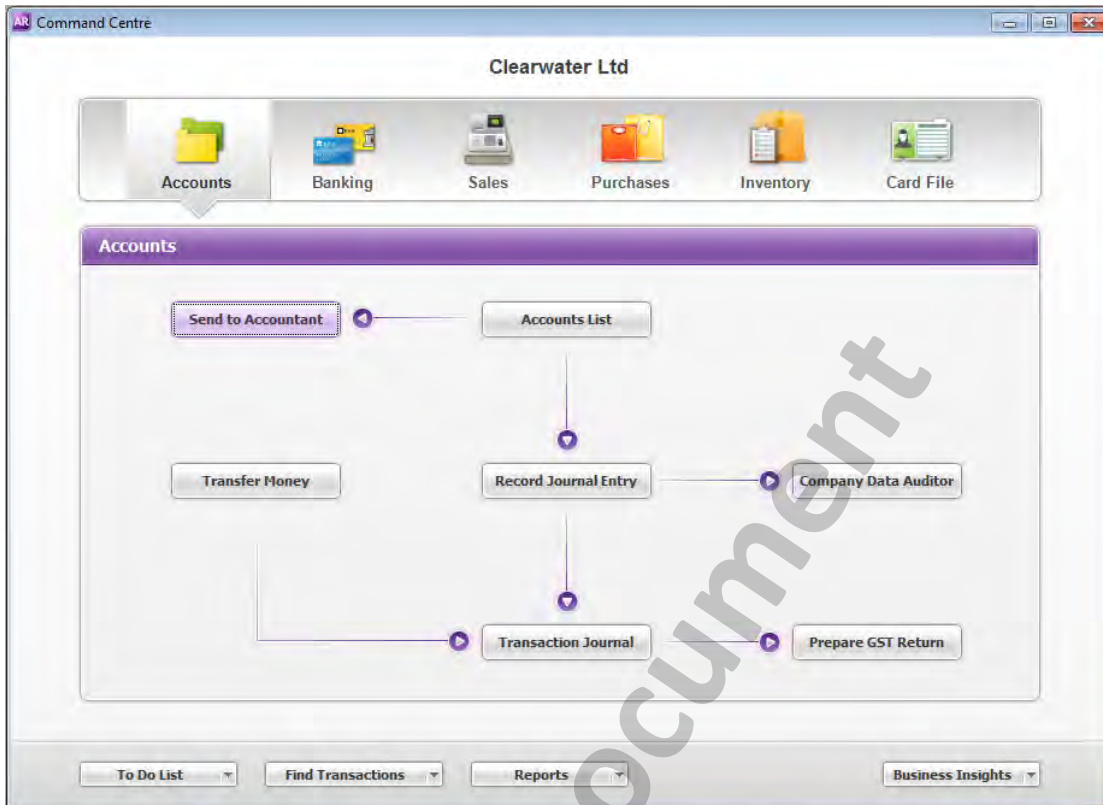 AR Command Centre
Clearwater Ltd
Accounts Banking Sales Purchases Inventory Card File
Accounts
Send to Accountant Accounts List
Transfer Money Record Journal Entry Company Data Auditor
Transaction Journal Prepare GST Return
To Do List Find Transactions Reports Business Insights
ocument